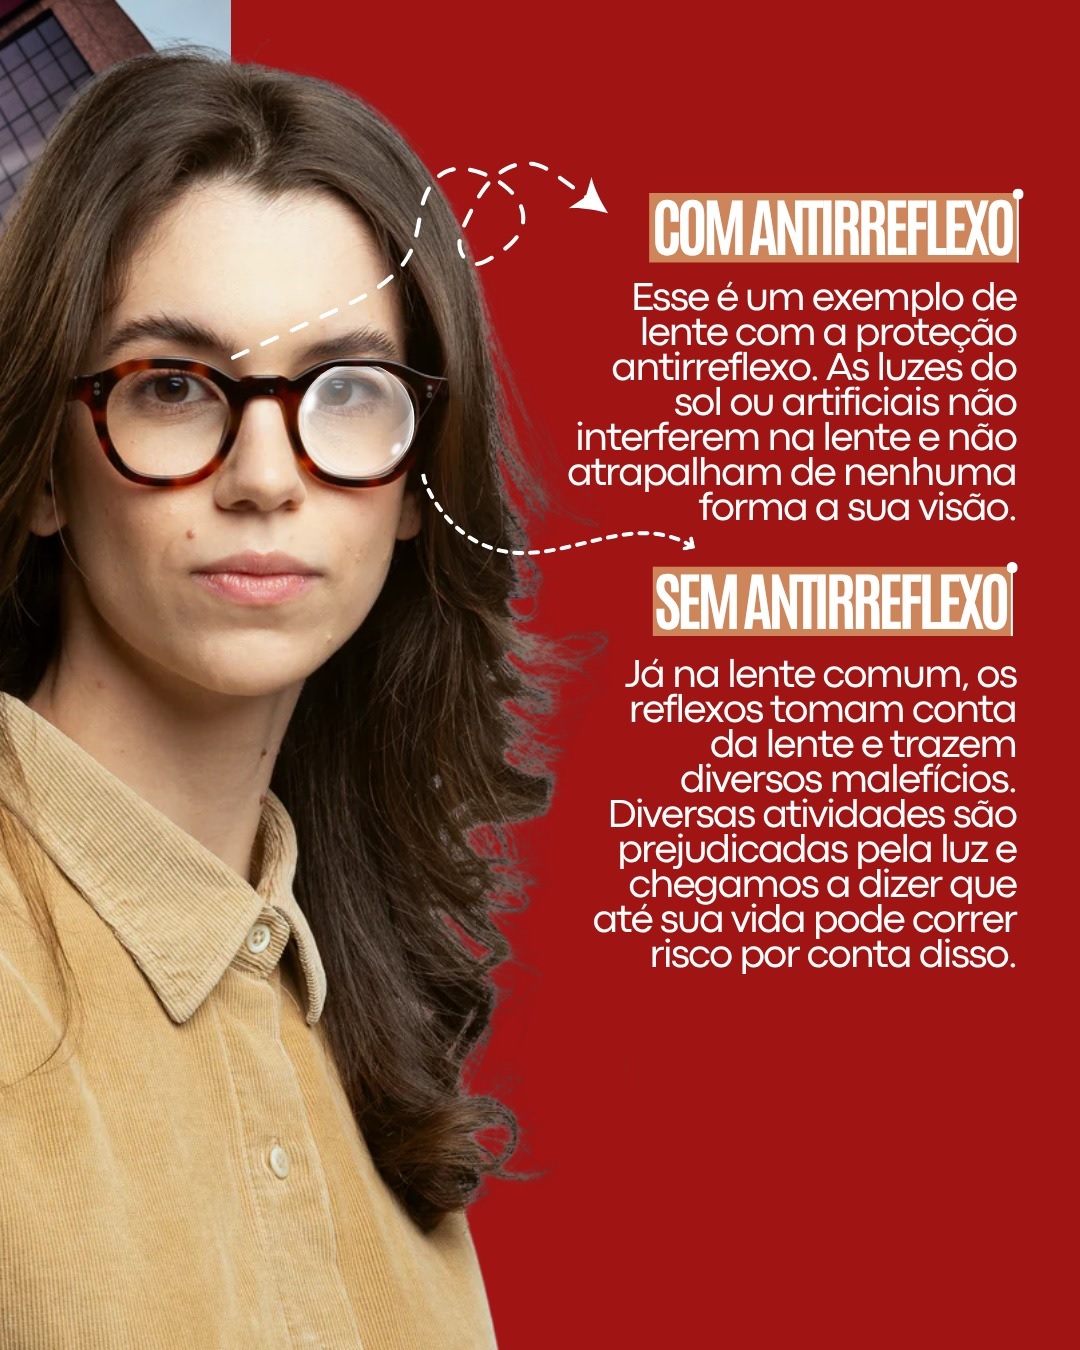 COM ANTIRREFLEXO
Esse é um exemplo de
lente com a proteção
antirreflexo. As luzes do
sol ou artificiais não
interferem na lente e não
atrapalham de nenhuma
forma a sua visão.
SEM ANTIRREFLEXO
Já na lente comum, os
reflexos tomam conta
da lente e trazem
diversos malefícios.
Diversas atividades são
prejudicadas pela luz e
chegamos a dizer que
até sua vida pode correr
risco por conta disso.